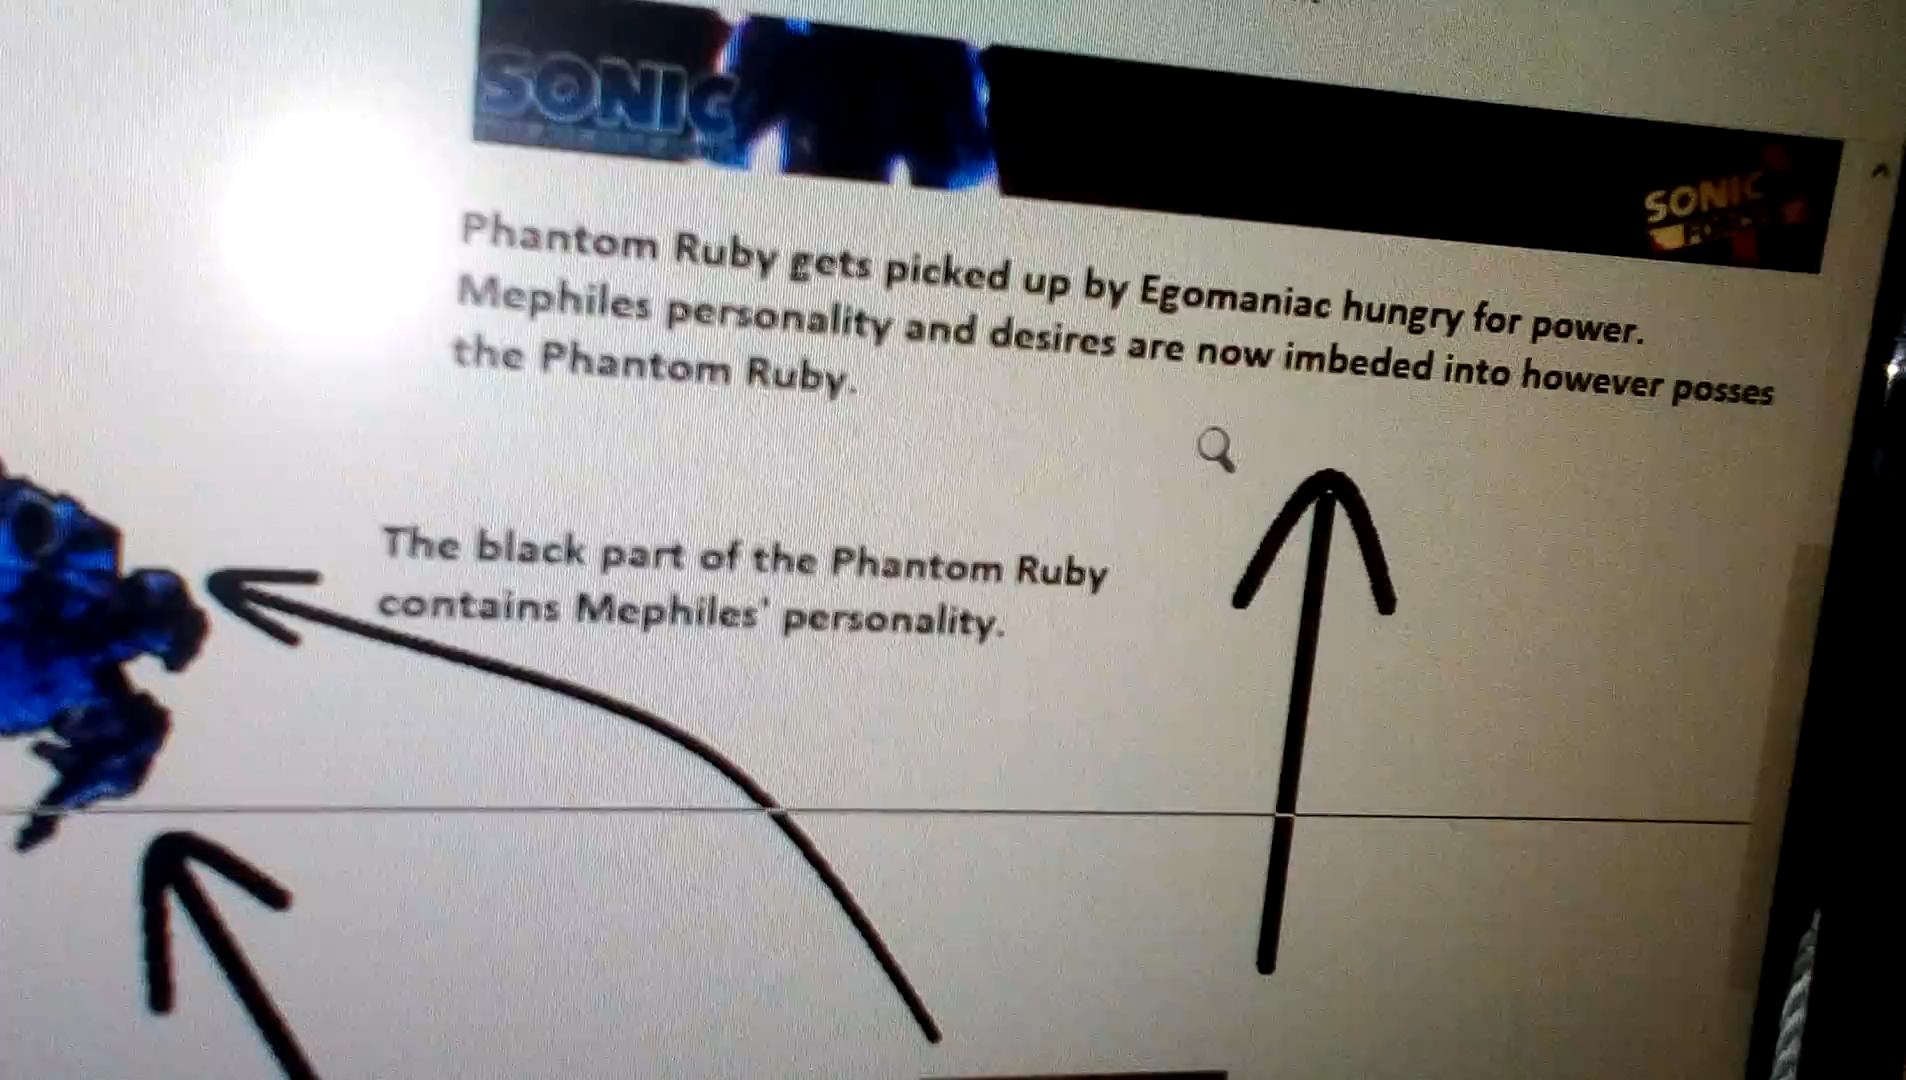 SONIC
SONIC
Phantom Ruby gets picked up by Egomaniac hungry for power.
Mephiles personality and desires are now imbeded into however posses
the Phantom Ruby.
The black part of the Phantom Ruby
contains Mephiles' personality.